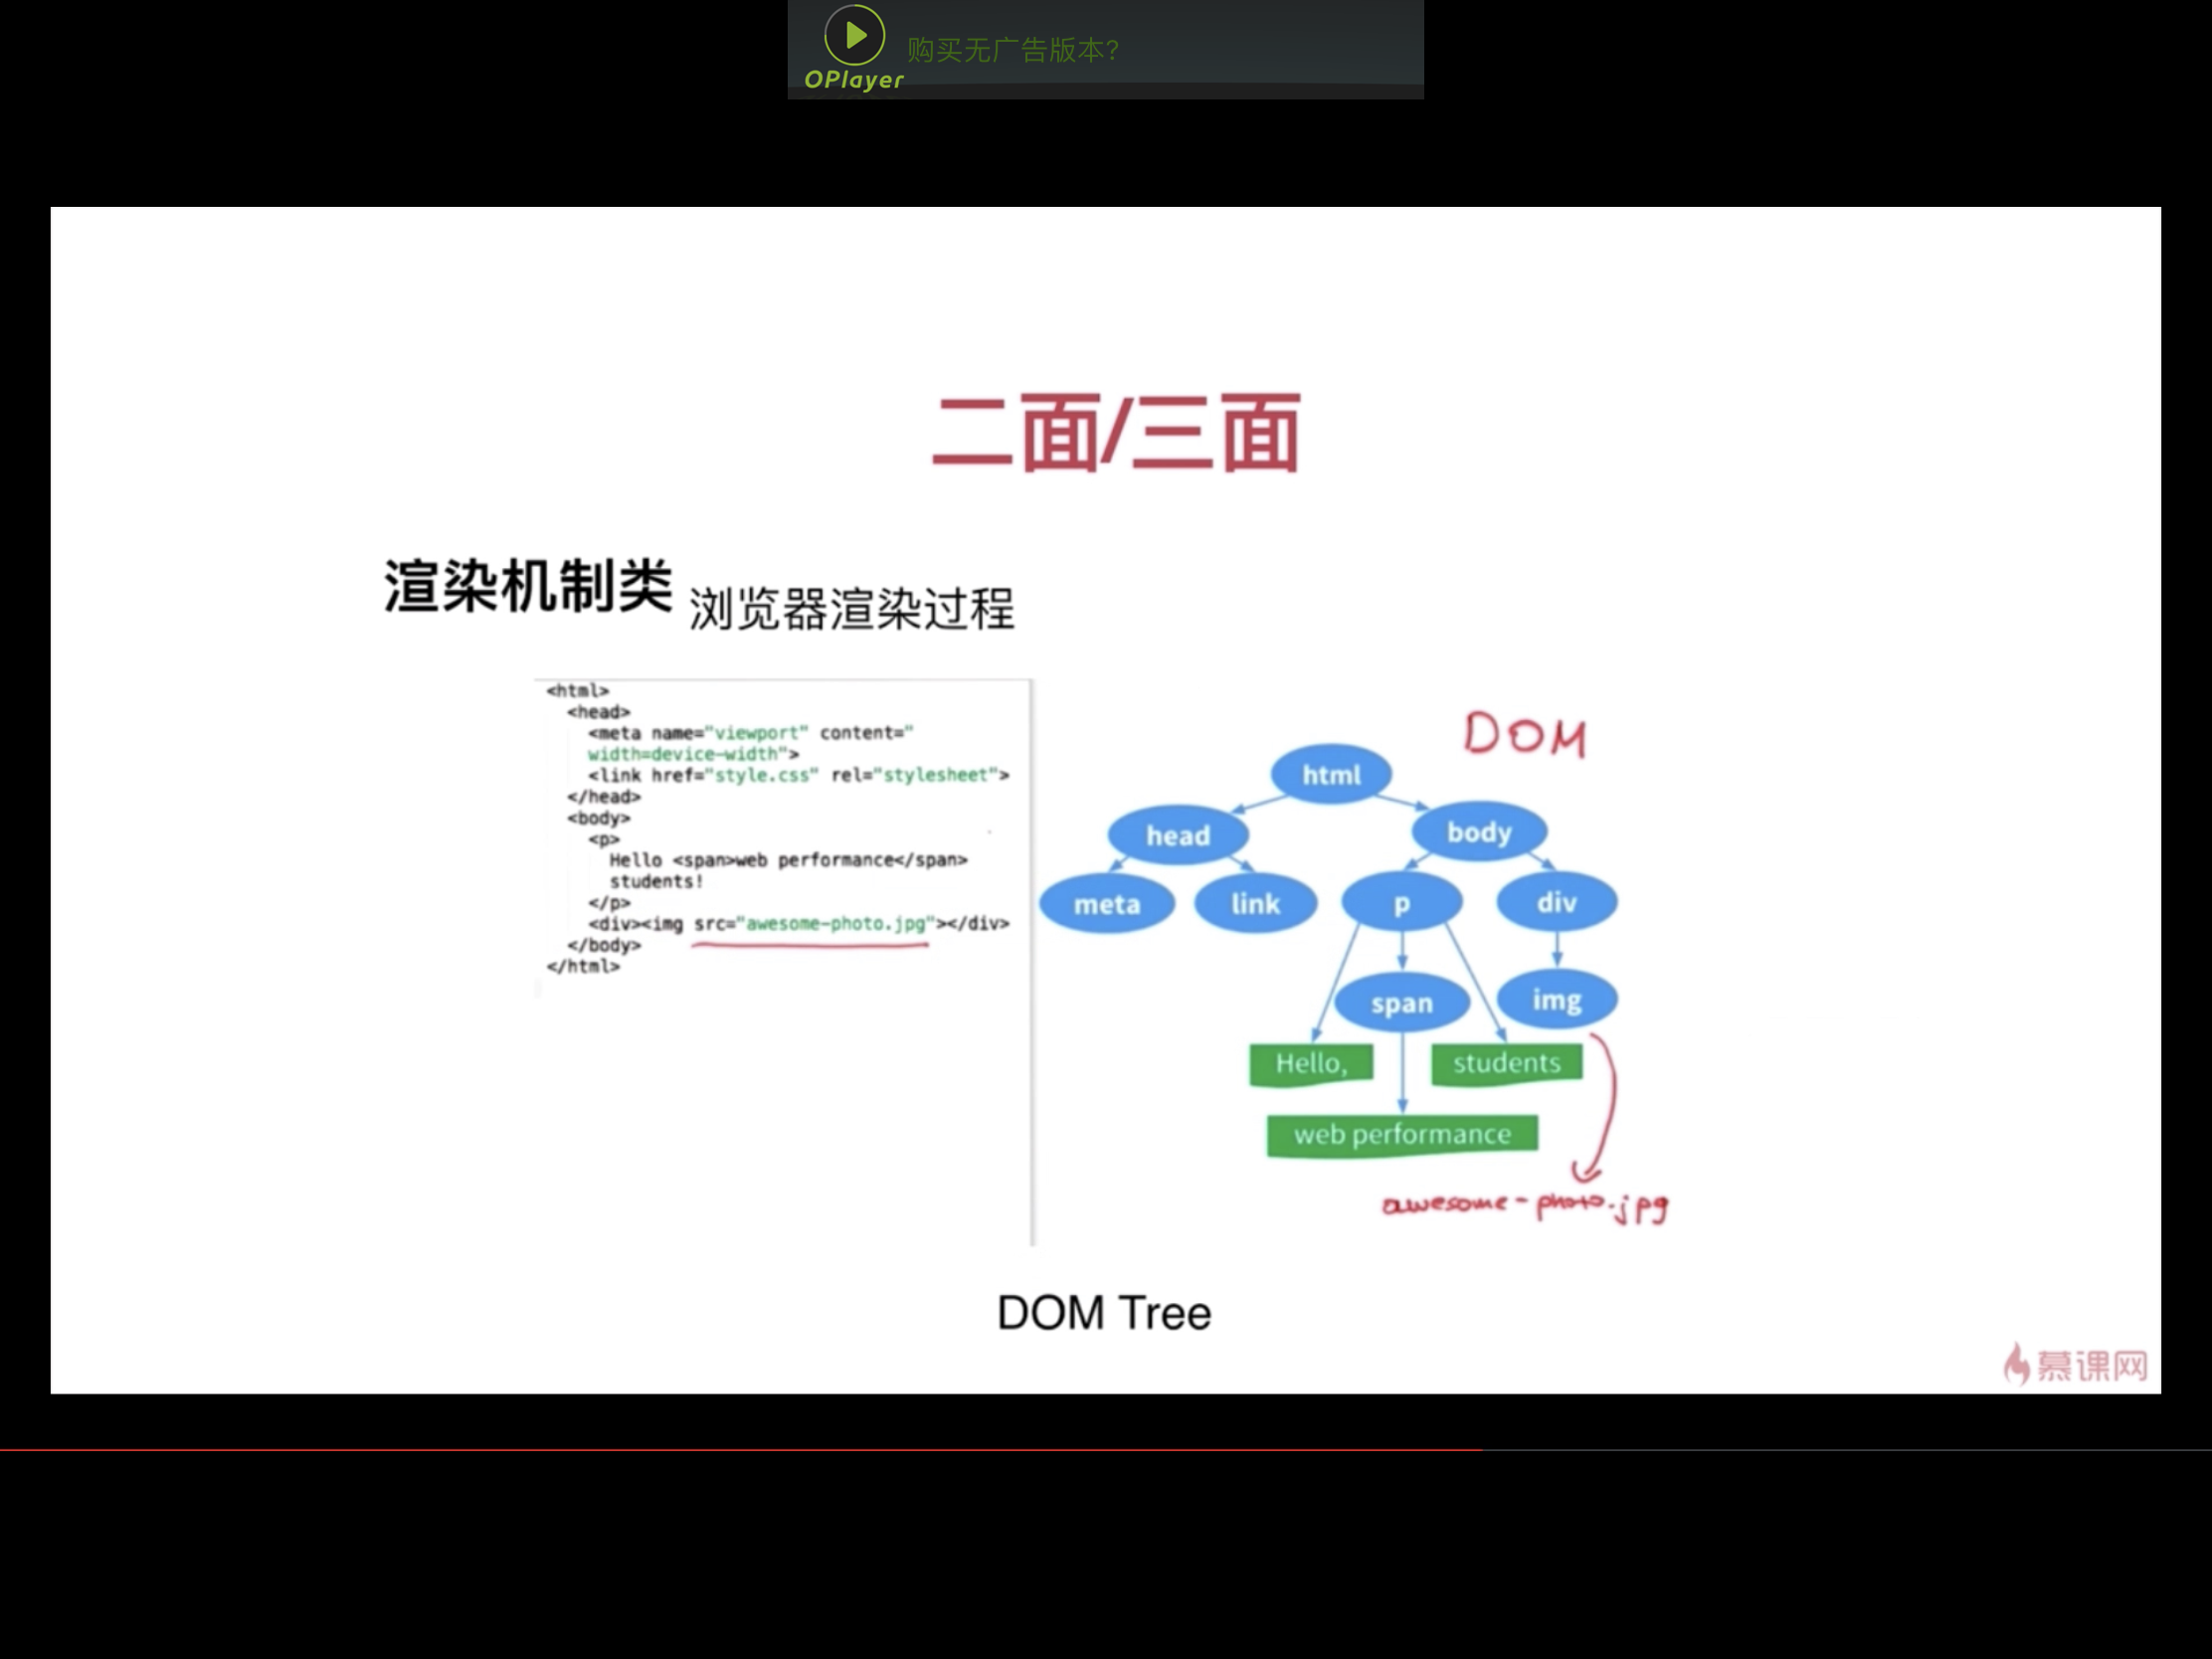 OPlayer
购买无广告版本?
二面/三面
渲染机制类 浏览器渲染过程
<html>
<head>
<meta name="viewport" content="
width=device-width">
<link href="style.css" rel="stylesheet">
</head>
<body>
<p>
Hello <span>web performance</span>
students!
</p>
<div><img src="awesome-photo.jpg"></div>
</body>
</html>
DOM
html
head
body
meta
link
p
div
span
img
Hello,
students
web performance
awesome-photo.jpg
DOM Tree
慕课网